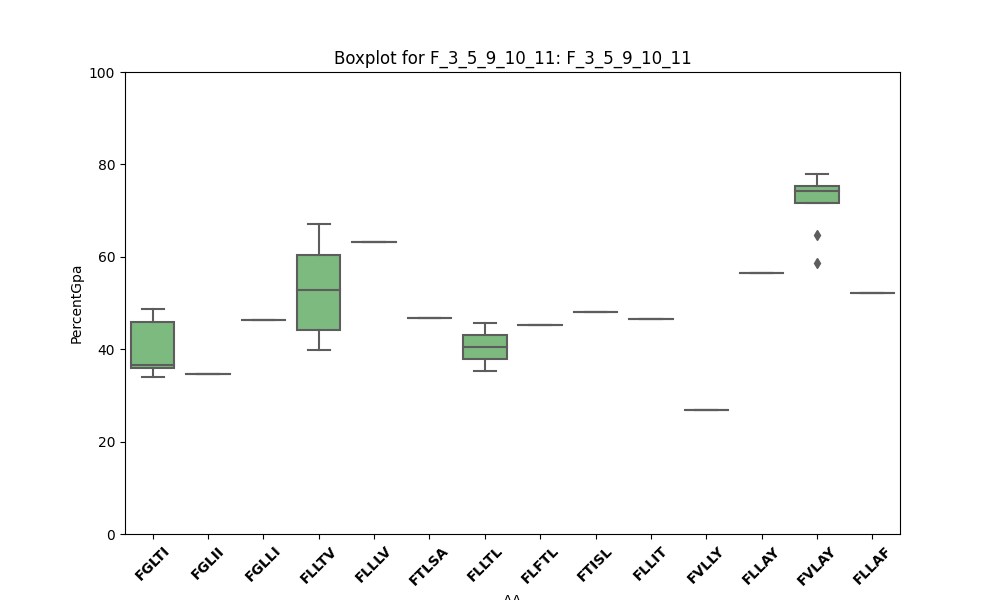 Boxplot for F_3_5_9_10_11: F_3_5_9_10_11
100
80
60
40
20
0
PercentGpa
FGLTI
FGLII
FGLLI
FLLTV
FLLLV
FTLSA
FLLTL
FLFTL
FTISL
FLLIT
FVLLY
FLLAY
FVLAY
FLLAF
AA